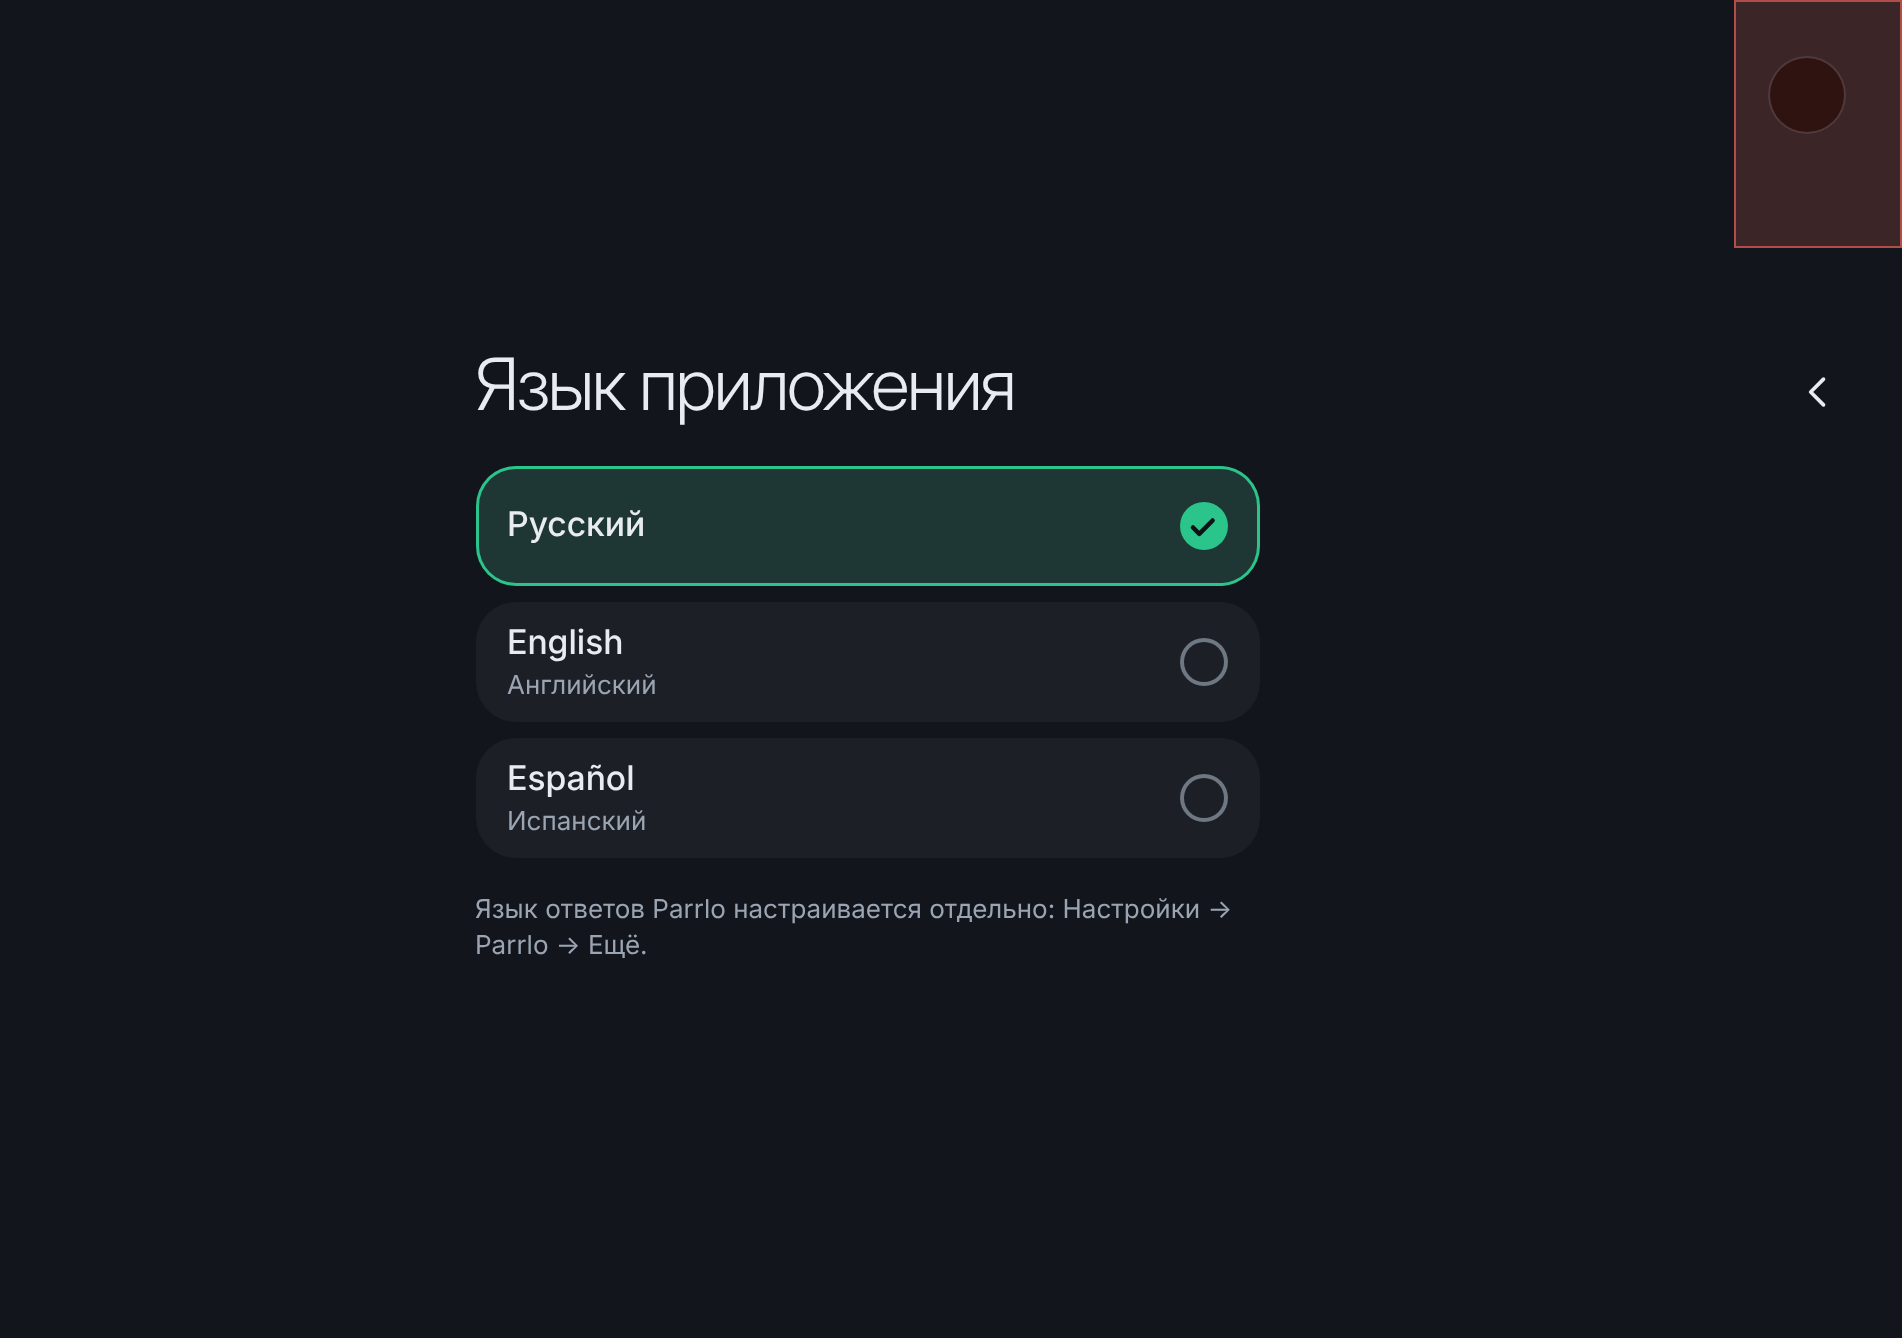 Язык приложения
Русский
English
Английский
Español
Испанский
Язык ответов Parrlo настраивается отдельно: Настройки →
Parrlo → Ещё.